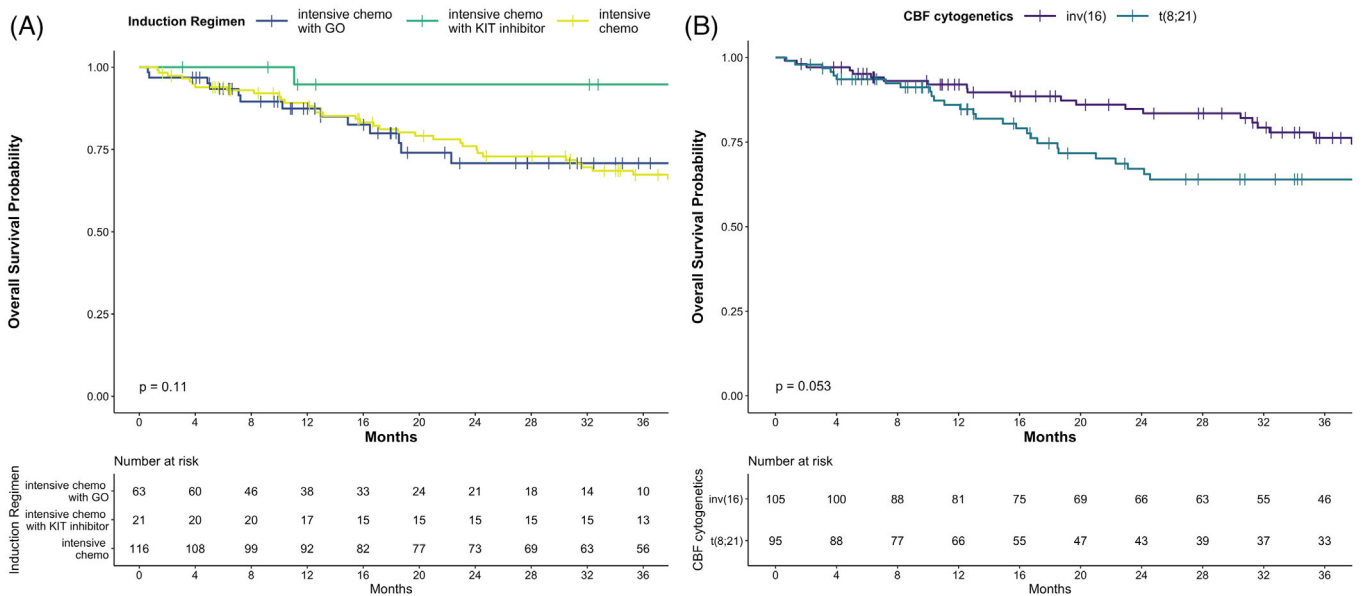 (A)
Induction Regimen
intensive chemo
with GO
intensive chemo
with KIT inhibitor
intensive
chemo
Overall Survival Probability
1.00
0.75
0.50
0.25
0.00
p = 0.11
0 4 8 12 16 20 24 28 32 36
Months
Number at risk
Induction Regimen
intensive chemo
with GO
63 60 46 38 33 24 21 18 14 10
intensive chemo
with KIT inhibitor
21 20 20 17 15 15 15 15 15 13
intensive
chemo
116 108 99 92 82 77 73 69 63 56
0 4 8 12 16 20 24 28 32 36
Months
(B)
CBF cytogenetics
inv(16)
t(8;21)
Overall Survival Probability
1.00
0.75
0.50
0.25
0.00
p = 0.053
0 4 8 12 16 20 24 28 32 36
Months
Number at risk
CBF cytogenetics
inv(16) 105 100 88 81 75 69 66 63 55 46
t(8;21) 95 88 77 66 55 47 43 39 37 33
0 4 8 12 16 20 24 28 32 36
Months